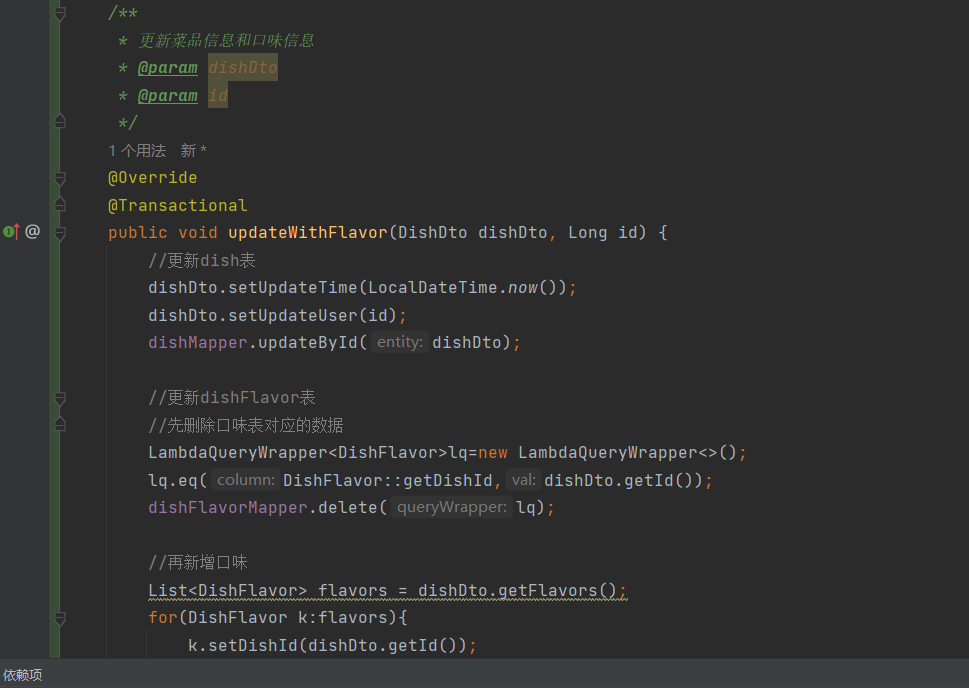 /**
 * 更新菜品信息和口味信息
 * @param dishDto
 * @param id
 */
1 个用法 新 *
@Override
@Transactional
public void updateWithFlavor(DishDto dishDto, Long id) {
    //更新dish表
    dishDto.setUpdateTime(LocalDateTime.now());
    dishDto.setUpdateUser(id);
    dishMapper.updateById( entity: dishDto);
    //更新dishFlavor表
    //先删除口味表对应的数据
    LambdaQueryWrapper<DishFlavor>lq=new LambdaQueryWrapper<>();
    lq.eq( column: DishFlavor::getDishId, val: dishDto.getId());
    dishFlavorMapper.delete( queryWrapper: lq);
    //再新增口味
    List<DishFlavor> flavors = dishDto.getFlavors();
    for(DishFlavor k:flavors){
        k.setDishId(dishDto.getId());
依赖项